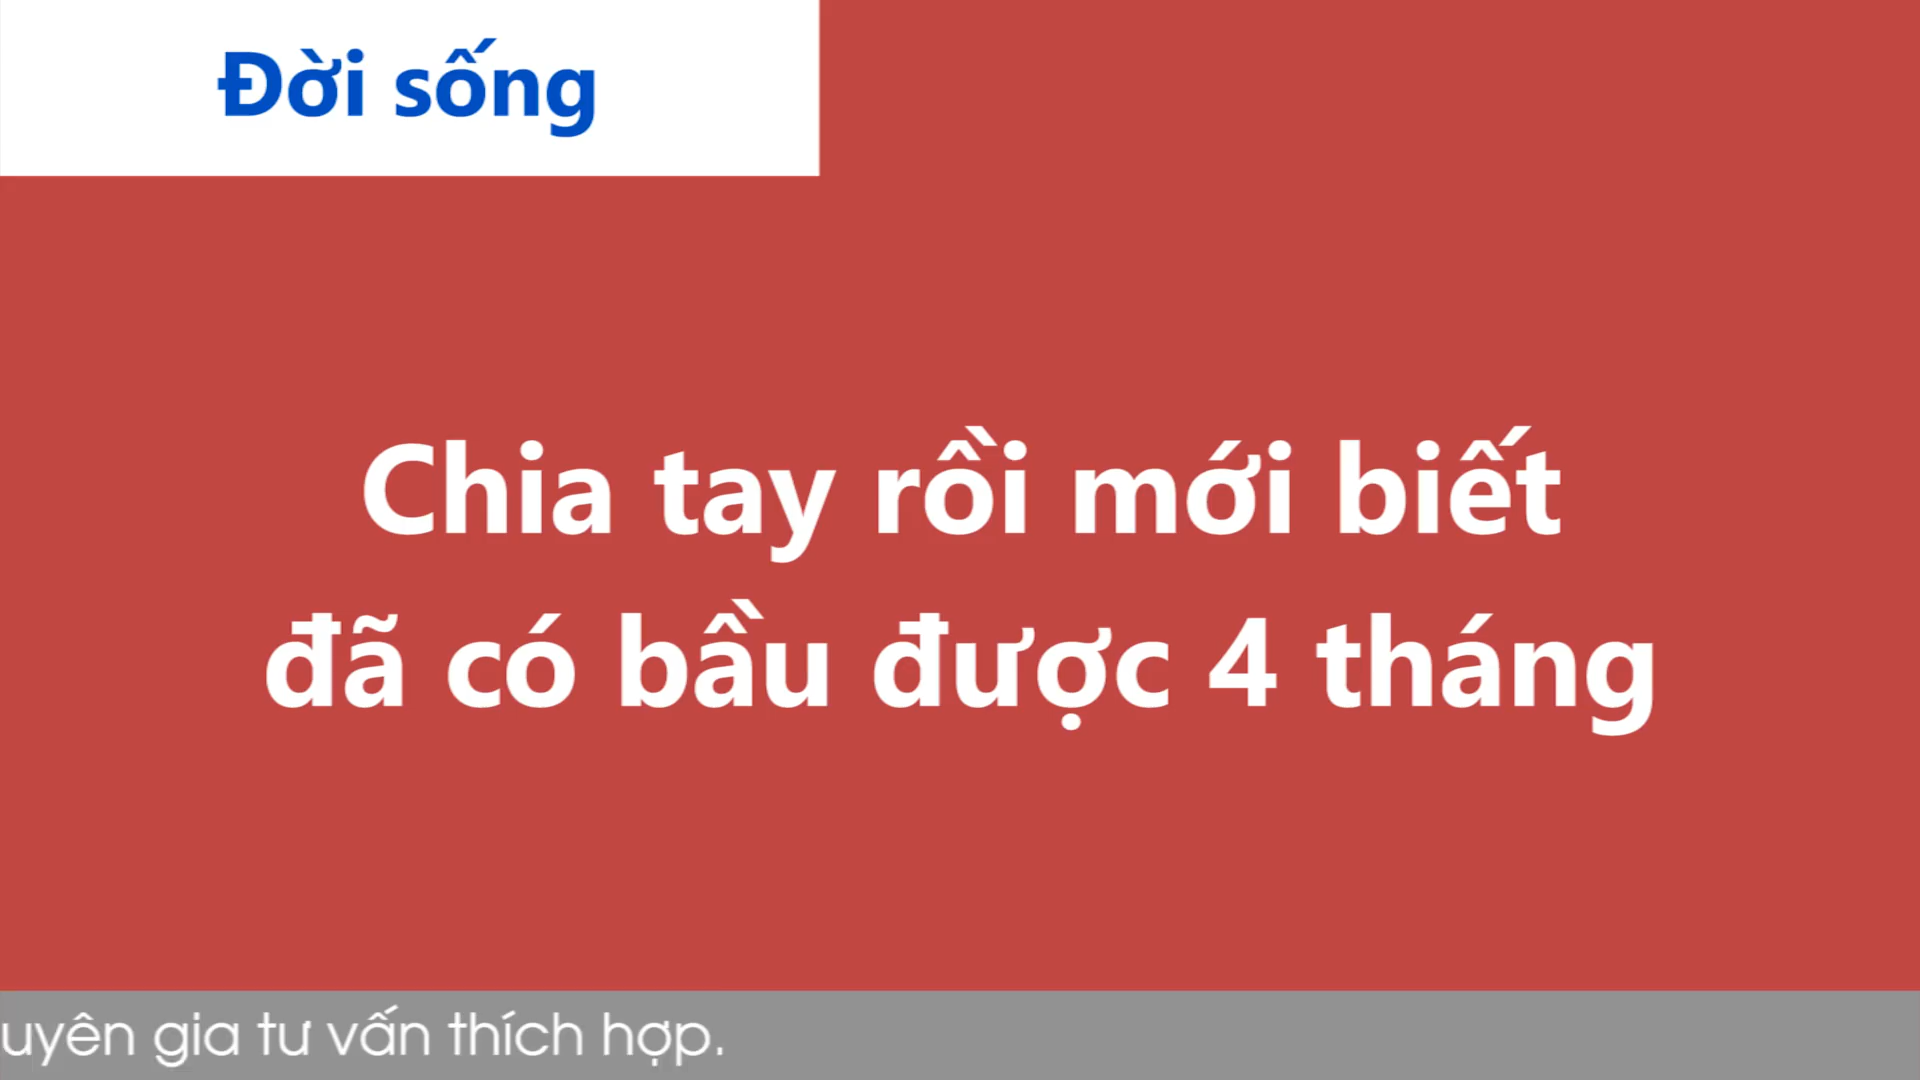 Đời sống
Chia tay rồi mới biết
đã có bầu được 4 tháng
uyên gia tư vấn thích hợp.